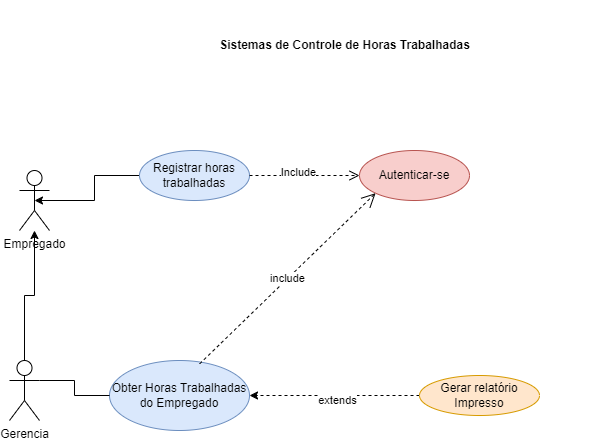 Sistemas de Controle de Horas Trabalhadas
Registrar horas
trabalhadas
Include
Autenticar-se
Empregado
include
Obter Horas Trabalhadas
do Empregado
extends
Gerar relatório
Impresso
Gerencia